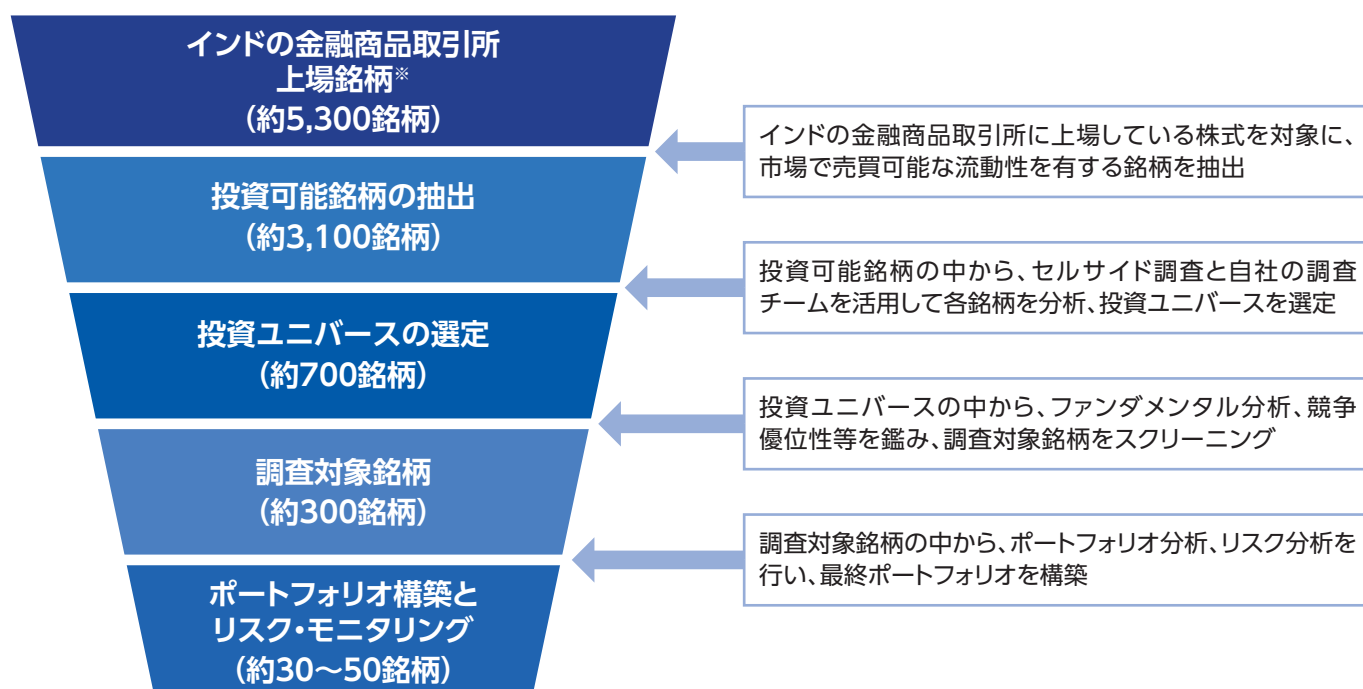 インドの金融商品取引所
上場銘柄※
(約5,300銘柄)
インドの金融商品取引所に上場している株式を対象に、
市場で売買可能な流動性を有する銘柄を抽出
投資可能銘柄の抽出
(約3,100銘柄)
投資可能銘柄の中から、セルサイド調査と自社の調査
チームを活用して各銘柄を分析、投資ユニバースを選定
投資ユニバースの選定
(約700銘柄)
投資ユニバースの中から、ファンダメンタル分析、競争
優位性等を鑑み、調査対象銘柄をスクリーニング
調査対象銘柄
(約300銘柄)
調査対象銘柄の中から、ポートフォリオ分析、リスク分析を
行い、最終ポートフォリオを構築
ポートフォリオ構築と
リスク・モニタリング
(約30～50銘柄)